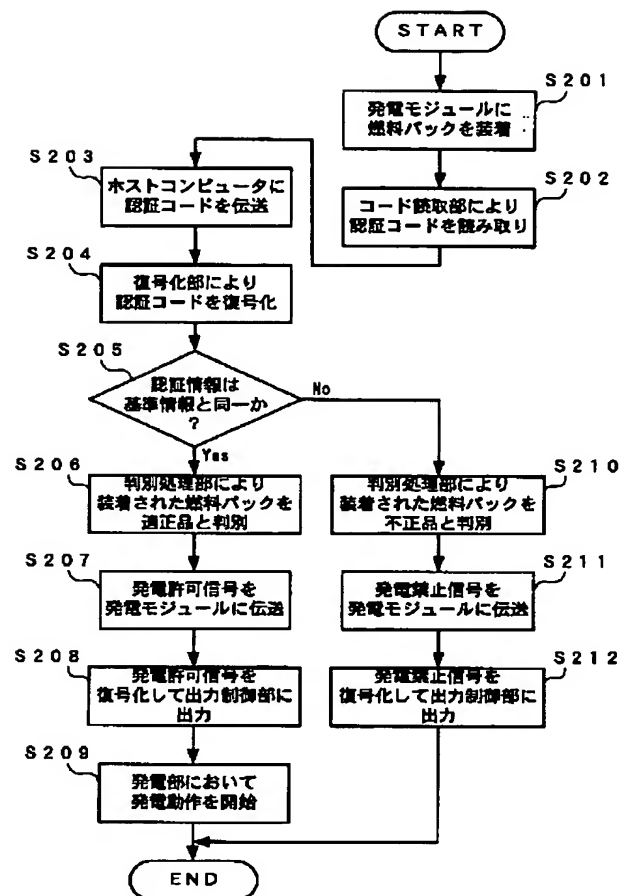 START
S201
発電モジュールに
燃料パックを装着
S202
コード読取部により
認証コードを読み取り
S203
ホストコンピュータに
認証コードを伝送
S204
復号化部により
認証コードを復号化
S205
認証情報は
基準情報と同一か
?
No
Yes
S206
判別処理部により
装着された燃料パックを
適正品と判別
S207
発電許可信号を
発電モジュールに伝送
S208
発電許可信号を
復号化して出力制御部に
出力
S209
発電部において
発電動作を開始
S210
判別処理部により
装着された燃料パックを
不正品と判別
S211
発電禁止信号を
発電モジュールに伝送
S212
発電禁止信号を
復号化して出力制御部に
出力
END